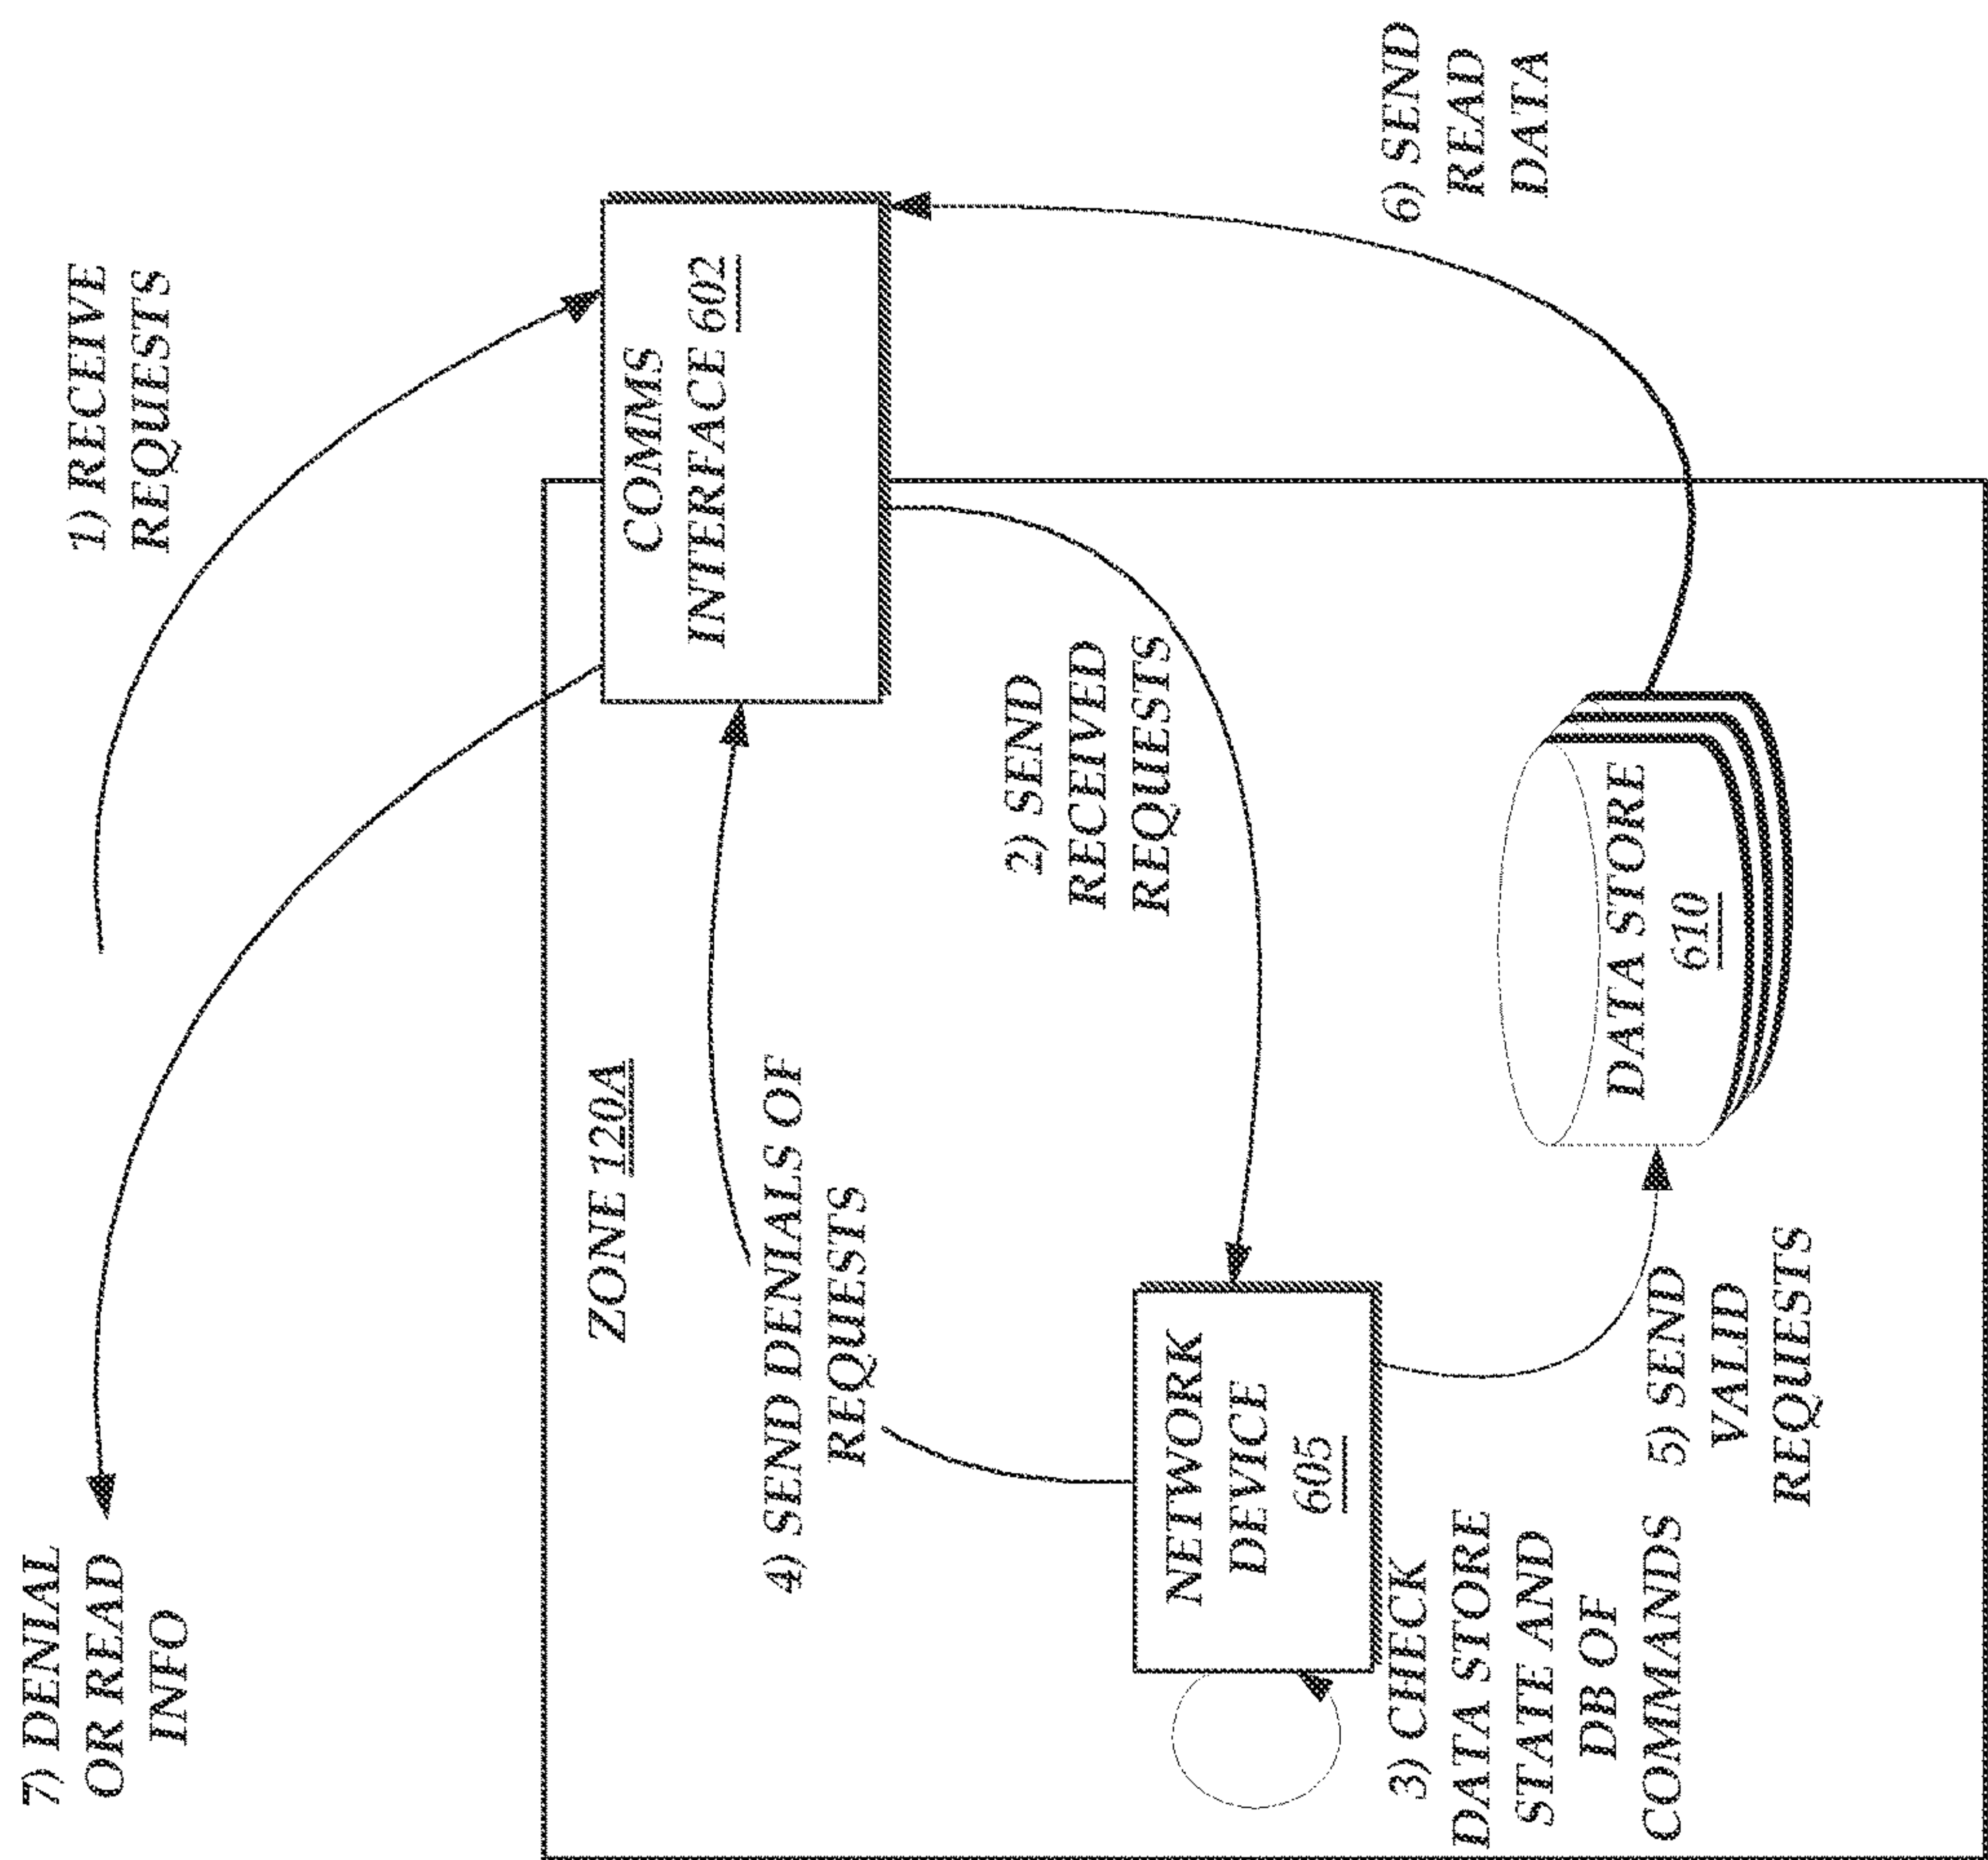 1) RECEIVE
REQUESTS
7) DENIAL
OR READ
INFO
ZONE 120A
COMMS
INTERFACE 602
4) SEND DENIALS OF
REQUESTS
2) SEND
RECEIVED
REQUESTS
NETWORK
DEVICE
605
3) CHECK
DATA STORE
STATE AND
DB OF
COMMANDS
5) SEND
VALID
REQUESTS
DATA STORE
610
6) SEND
READ
DATA